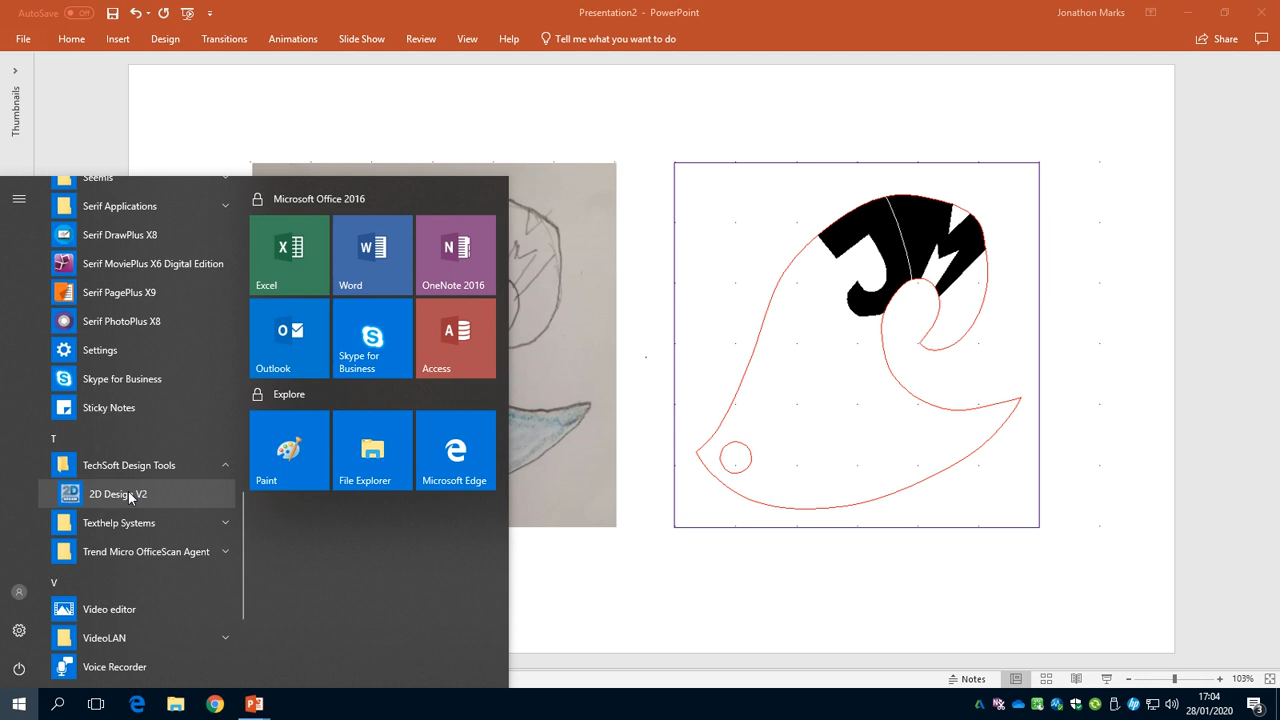 AutoSave Off
Presentation2 - PowerPoint
Jonathon Marks
File Home Insert Design Transitions Animations Slide Show Review View Help Tell me what you want to do Share
Thumbnails
Seemis
Serif Applications
Serif DrawPlus X8
Serif MoviePlus X6 Digital Edition
Serif PagePlus X9
Serif PhotoPlus X8
Settings
Skype for Business
Sticky Notes
T
TechSoft Design Tools
2D Design V2
Texthelp Systems
Trend Micro OfficeScan Agent
V
Video editor
VideoLAN
Voice Recorder
Microsoft Office 2016
Excel
Word
OneNote 2016
Outlook
Skype for
Business
Access
Explore
Paint
File Explorer
Microsoft Edge
JM
Notes
103%
17:04
28/01/2020
3